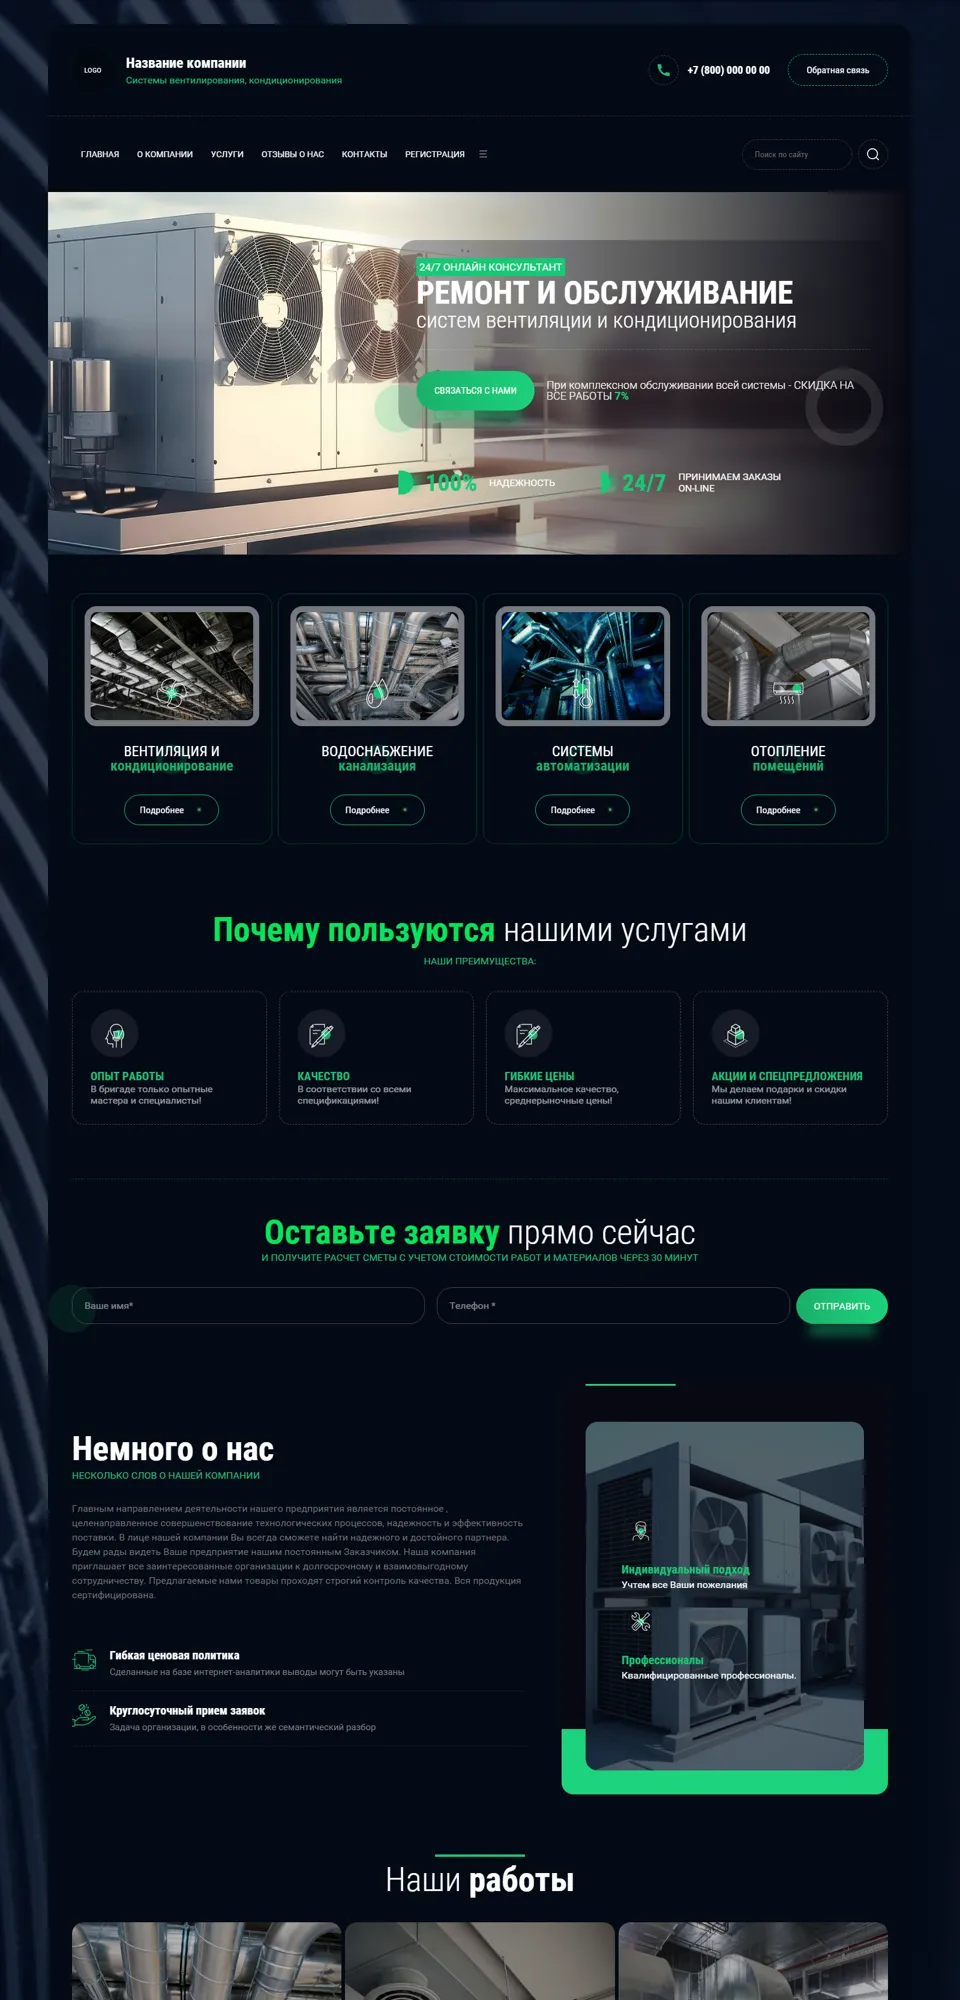 LOGO
Название компании
Системы вентилирования, кондиционирования
+7 (800) 000 00 00
Обратная связь
ГЛАВНАЯ О КОМПАНИИ УСЛУГИ ОТЗЫВЫ О НАС КОНТАКТЫ РЕГИСТРАЦИЯ
Поиск по сайту
24/7 ОНЛАЙН КОНСУЛЬТАНТ
РЕМОНТ И ОБСЛУЖИВАНИЕ
систем вентиляции и кондиционирования
СВЯЗАТЬСЯ С НАМИ
При комплексном обслуживании всей системы - СКИДКА НА
ВСЕ РАБОТЫ 7%
100% НАДЕЖНОСТЬ
24/7 ПРИНИМАЕМ ЗАКАЗЫ
ON-LINE
ВЕНТИЛЯЦИЯ И
кондиционирование
Подробнее
ВОДОСНАБЖЕНИЕ
канализация
Подробнее
СИСТЕМЫ
автоматизации
Подробнее
ОТОПЛЕНИЕ
помещений
Подробнее
Почему пользуются нашими услугами
НАШИ ПРЕИМУЩЕСТВА:
ОПЫТ РАБОТЫ
В бригаде только опытные
мастера и специалисты!
КАЧЕСТВО
В соответствии со всеми
спецификациями!
ГИБКИЕ ЦЕНЫ
Максимальное качество,
среднерыночные цены!
АКЦИИ И СПЕЦПРЕДЛОЖЕНИЯ
Мы делаем подарки и скидки
нашим клиентам!
Оставьте заявку прямо сейчас
И ПОЛУЧИТЕ РАСЧЕТ СМЕТЫ С УЧЕТОМ СТОИМОСТИ РАБОТ И МАТЕРИАЛОВ ЧЕРЕЗ 30 МИНУТ
Ваше имя*
Телефон *
ОТПРАВИТЬ
Немного о нас
НЕСКОЛЬКО СЛОВ О НАШЕЙ КОМПАНИИ
Главным направлением деятельности нашего предприятия является постоянное ,
целенаправленное совершенствование технологических процессов, надежность и эффективность
поставки. В лице нашей компании Вы всегда сможете найти надежного и достойного партнера.
Будем рады видеть Ваше предприятие нашим постоянным Заказчиком. Наша компания
приглашает все заинтересованные организации к долгосрочному и взаимовыгодному
сотрудничеству. Предлагаемые нами товары проходят строгий контроль качества. Вся продукция
сертифицирована.
Гибкая ценовая политика
Сделанные на базе интернет-аналитики выводы могут быть указаны
Круглосуточный прием заявок
Задача организации, в особенности же семантический разбор
Индивидуальный подход
Учтем все Ваши пожелания
Профессионалы
Квалифицированные профессионалы.
Наши работы